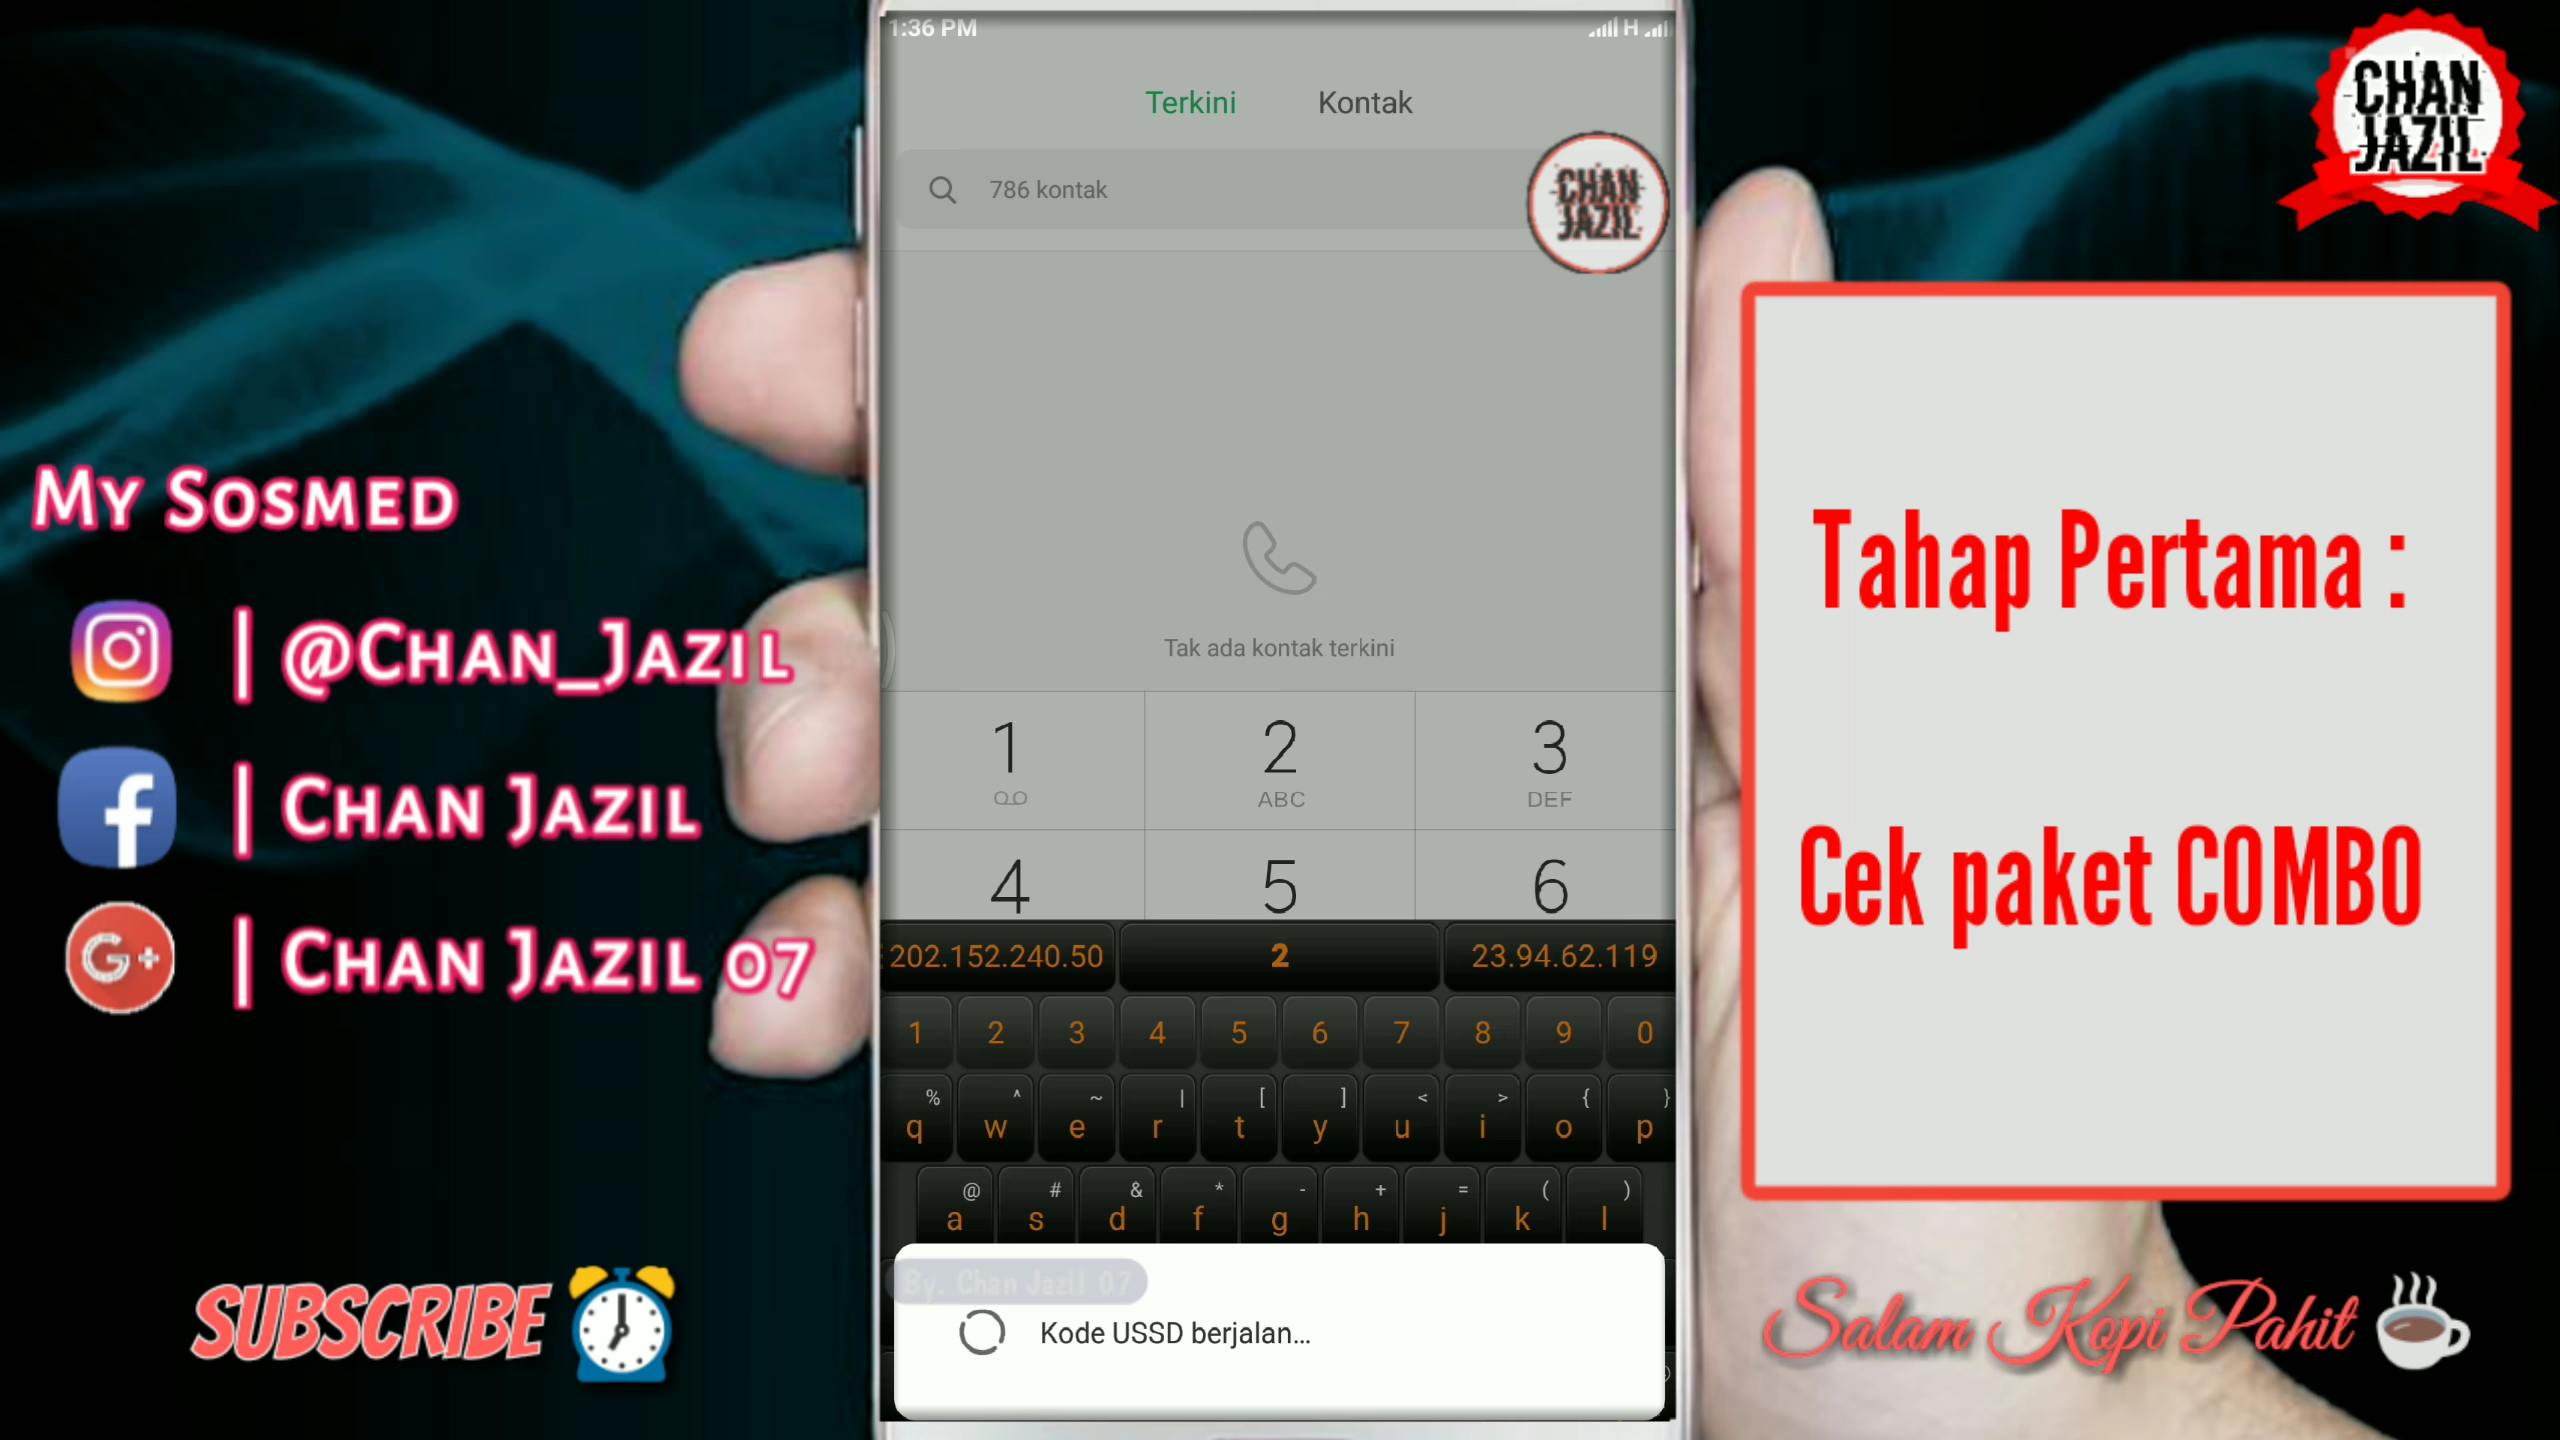 1:36 PM
H
Terkini
Kontak
786 kontak
CHAN
JAZIL
CHAN
JAZIL
Tak ada kontak terkini
1
2
ABC
3
DEF
4
5
6
202.152.240.50
2
23.94.62.119
1 2 3 4 5 6 7 8 9 0
% ^ ~ | [ ] < > { }
q w e r t y u i o p
@ # & * - + = ( )
a s d f g h j k l
By. Chan Jazil 07
Kode USSD berjalan...
My Sosmed
| @Chan_Jazil
f | Chan Jazil
G+ | Chan Jazil 07
SUBSCRIBE
Tahap Pertama :
Cek paket COMBO
Salam Kopi Pahit